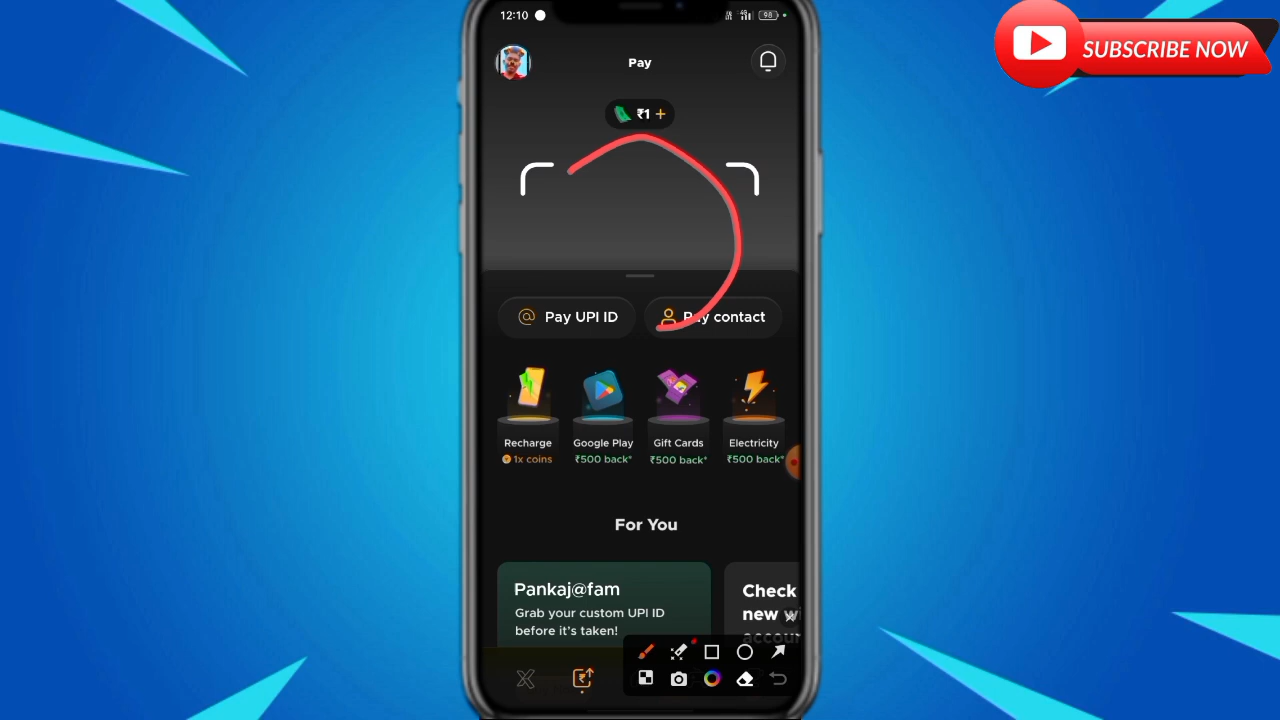 12:10
98
SUBSCRIBE NOW
Pay
₹1 +
Pay UPI ID
Pay contact
Recharge
Google Play
Gift Cards
Electricity
1x coins
₹500 back*
₹500 back*
₹500 back*
For You
Pankaj@fam
Grab your custom UPI ID
before it's taken!
Check
new